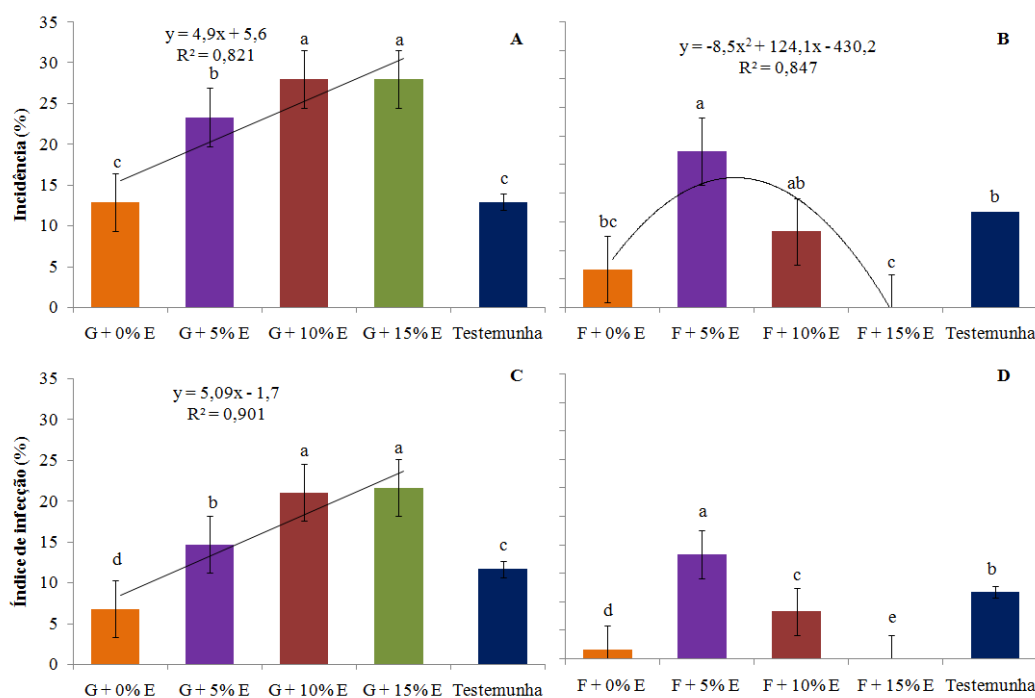 35
30
25
20
15
10
5
0
Incidência (%)
y = 4,9x + 5,6
R² = 0,821
A
c
b
a
a
c
G + 0% E G + 5% E G + 10% E G + 15% E Testemunha
y = -8,5x² + 124,1x - 430,2
R² = 0,847
B
bc
a
ab
c
b
F + 0% E F + 5% E F + 10% E F + 15% E Testemunha
35
30
25
20
15
10
5
0
Índice de infecção (%)
y = 5,09x - 1,7
R² = 0,901
C
d
b
a
a
c
G + 0% E G + 5% E G + 10% E G + 15% E Testemunha
D
d
a
c
e
b
F + 0% E F + 5% E F + 10% E F + 15% E Testemunha